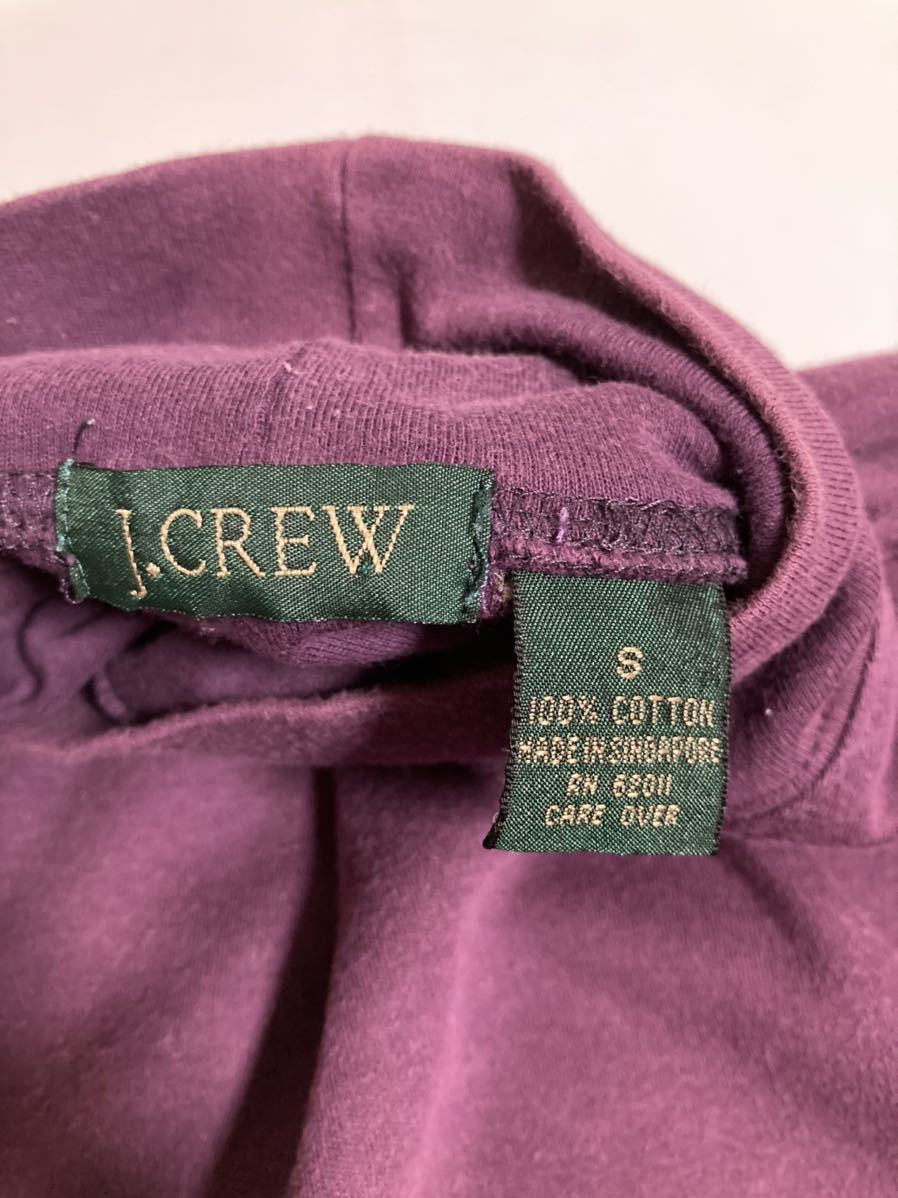 J.CREW
S
100% COTTON
MADE IN SINGAPORE
RN 62011
CARE OVER